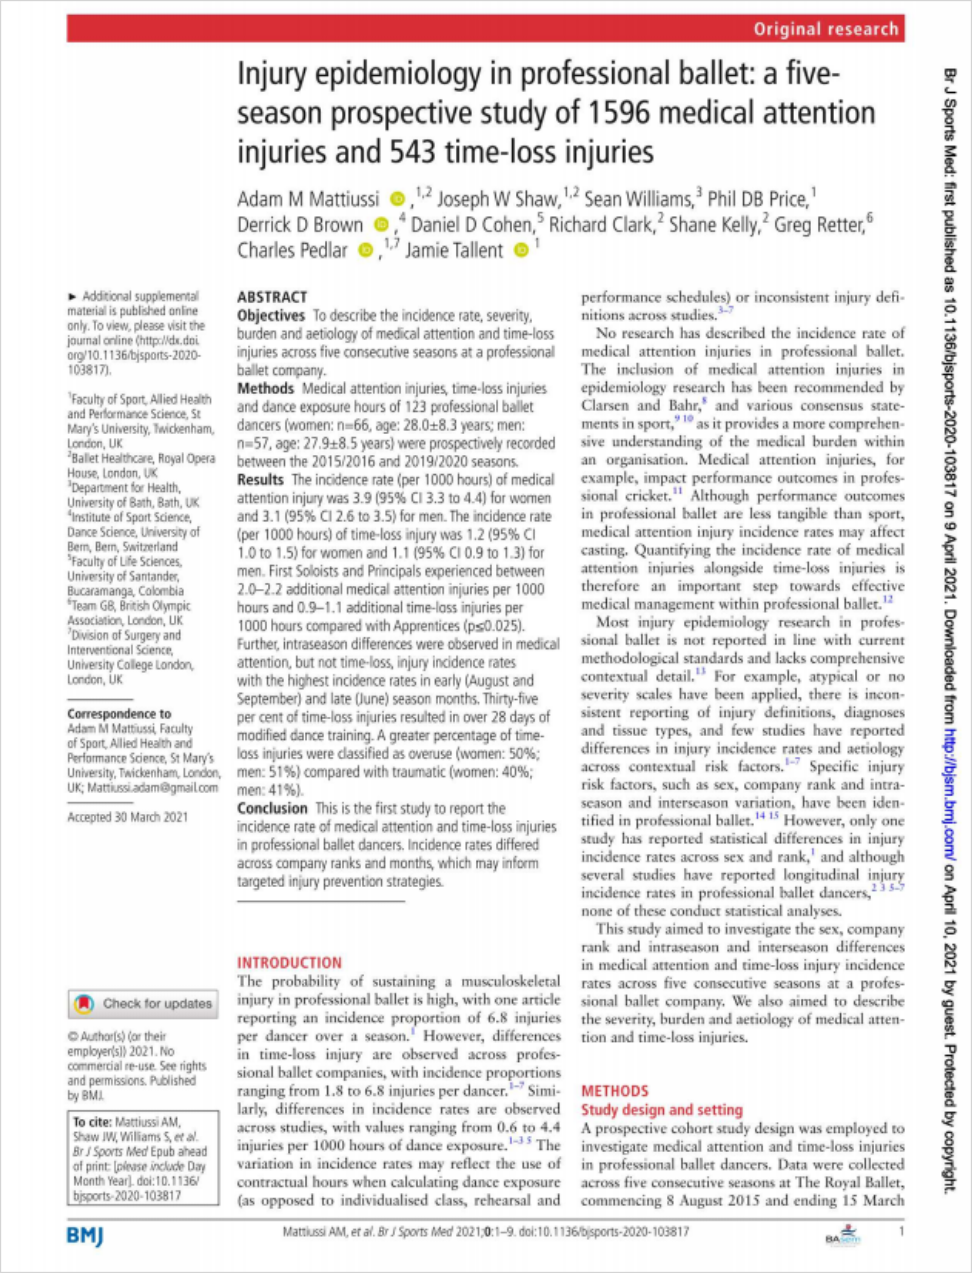 Original research
Injury epidemiology in professional ballet: a five-
season prospective study of 1596 medical attention
injuries and 543 time-loss injuries
Adam M Mattiussi ,1,2 Joseph W Shaw,1,2 Sean Williams,3 Phil DB Price,1
Derrick D Brown ,4 Daniel D Cohen,5 Richard Clark,2 Shane Kelly,2 Greg Retter,6
Charles Pedlar ,1,7 Jamie Tallent 1
► Additional supplemental
material is published online
only. To view, please visit the
journal online (http://dx.doi.
org/10.1136/bjsports-2020-
103817).
1Faculty of Sport, Allied Health
and Performance Science, St
Mary's University, Twickenham,
London, UK
2Ballet Healthcare, Royal Opera
House, London, UK
3Department for Health,
University of Bath, Bath, UK
4Institute of Sport Science,
Dance Science, University of
Bern, Bern, Switzerland
5Faculty of Life Sciences,
University of Santander,
Bucaramanga, Colombia
6Team GB, British Olympic
Association, London, UK
7Division of Surgery and
Interventional Science,
University College London,
London, UK
Correspondence to
Adam M Mattiussi, Faculty
of Sport, Allied Health and
Performance Science, St Mary's
University, Twickenham, London,
UK; Mattiussi.adam@gmail.com
Accepted 30 March 2021
Check for updates
© Author(s) (or their
employer(s)) 2021. No
commercial re-use. See rights
and permissions. Published
by BMJ.
To cite: Mattiussi AM,
Shaw JW, Williams S, et al.
Br J Sports Med Epub ahead
of print: [please include Day
Month Year]. doi:10.1136/
bjsports-2020-103817
ABSTRACT
Objectives To describe the incidence rate, severity,
burden and aetiology of medical attention and time-loss
injuries across five consecutive seasons at a professional
ballet company.
Methods Medical attention injuries, time-loss injuries
and dance exposure hours of 123 professional ballet
dancers (women: n=66, age: 28.0±8.3 years; men:
n=57, age: 27.9±8.5 years) were prospectively recorded
between the 2015/2016 and 2019/2020 seasons.
Results The incidence rate (per 1000 hours) of medical
attention injury was 3.9 (95% CI 3.3 to 4.4) for women
and 3.1 (95% CI 2.6 to 3.5) for men. The incidence rate
(per 1000 hours) of time-loss injury was 1.2 (95% CI
1.0 to 1.5) for women and 1.1 (95% CI 0.9 to 1.3) for
men. First Soloists and Principals experienced between
2.0–2.2 additional medical attention injuries per 1000
hours and 0.9–1.1 additional time-loss injuries per
1000 hours compared with Apprentices (p≤0.025).
Further, intraseason differences were observed in medical
attention, but not time-loss, injury incidence rates
with the highest incidence rates in early (August and
September) and late (June) season months. Thirty-five
per cent of time-loss injuries resulted in over 28 days of
modified dance training. A greater percentage of time-
loss injuries were classified as overuse (women: 50%;
men: 51%) compared with traumatic (women: 40%;
men: 41%).
Conclusion This is the first study to report the
incidence rate of medical attention and time-loss injuries
in professional ballet dancers. Incidence rates differed
across company ranks and months, which may inform
targeted injury prevention strategies.
INTRODUCTION
The probability of sustaining a musculoskeletal
injury in professional ballet is high, with one article
reporting an incidence proportion of 6.8 injuries
per dancer over a season.1 However, differences
in time-loss injury are observed across profes-
sional ballet companies, with incidence proportions
ranging from 1.8 to 6.8 injuries per dancer.1–7 Simi-
larly, differences in incidence rates are observed
across studies, with values ranging from 0.6 to 4.4
injuries per 1000 hours of dance exposure.1–3 5 The
variation in incidence rates may reflect the use of
contractual hours when calculating dance exposure
(as opposed to individualised class, rehearsal and
performance schedules) or inconsistent injury defi-
nitions across studies.3–7
No research has described the incidence rate of
medical attention injuries in professional ballet.
The inclusion of medical attention injuries in
epidemiology research has been recommended by
Clarsen and Bahr,8 and various consensus state-
ments in sport,9 10 as it provides a more comprehen-
sive understanding of the medical burden within
an organisation. Medical attention injuries, for
example, impact performance outcomes in profes-
sional cricket.11 Although performance outcomes
in professional ballet are less tangible than sport,
medical attention injury incidence rates may affect
casting. Quantifying the incidence rate of medical
attention injuries alongside time-loss injuries is
therefore an important step towards effective
medical management within professional ballet.12
Most injury epidemiology research in profes-
sional ballet is not reported in line with current
methodological standards and lacks comprehensive
contextual detail.13 For example, atypical or no
severity scales have been applied, there is incon-
sistent reporting of injury definitions, diagnoses
and tissue types, and few studies have reported
differences in injury incidence rates and aetiology
across contextual risk factors.1–7 Specific injury
risk factors, such as sex, company rank and intra-
season and interseason variation, have been iden-
tified in professional ballet.14 15 However, only one
study has reported statistical differences in injury
incidence rates across sex and rank,1 and although
several studies have reported longitudinal injury
incidence rates in professional ballet dancers,2 3 5–7
none of these conduct statistical analyses.
This study aimed to investigate the sex, company
rank and intraseason and interseason differences
in medical attention and time-loss injury incidence
rates across five consecutive seasons at a profes-
sional ballet company. We also aimed to describe
the severity, burden and aetiology of medical atten-
tion and time-loss injuries.
METHODS
Study design and setting
A prospective cohort study design was employed to
investigate medical attention and time-loss injuries
in professional ballet dancers. Data were collected
across five consecutive seasons at The Royal Ballet,
commencing 8 August 2015 and ending 15 March
BMJ
Mattiussi AM, et al. Br J Sports Med 2021;0:1–9. doi:10.1136/bjsports-2020-103817
BASem
1
Br J Sports Med: first published as 10.1136/bjsports-2020-103817 on 9 April 2021. Downloaded from http://bjsm.bmj.com/ on April 10, 2021 by guest. Protected by copyright.